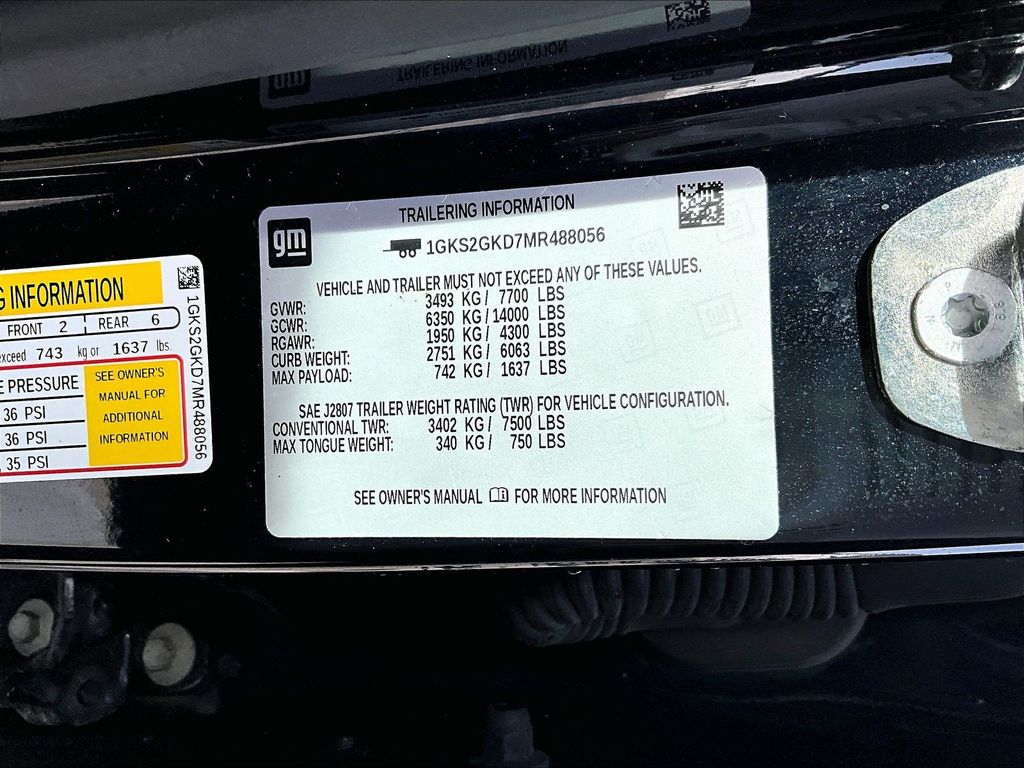 TRAILERING INFORMATION
gm
TRAILERING INFORMATION
1GKS2GKD7MR488056
VEHICLE AND TRAILER MUST NOT EXCEED ANY OF THESE VALUES.
GVWR: 3493 KG / 7700 LBS
GCWR: 6350 KG / 14000 LBS
RGAWR: 1950 KG / 4300 LBS
CURB WEIGHT: 2751 KG / 6063 LBS
MAX PAYLOAD: 742 KG / 1637 LBS
SAE J2807 TRAILER WEIGHT RATING (TWR) FOR VEHICLE CONFIGURATION.
CONVENTIONAL TWR: 3402 KG / 7500 LBS
MAX TONGUE WEIGHT: 340 KG / 750 LBS
SEE OWNER'S MANUAL FOR MORE INFORMATION
G INFORMATION
FRONT 2 REAR 6
exceed 743 kg or 1637 lbs.
E PRESSURE
36 PSI
36 PSI
35 PSI
SEE OWNER'S
MANUAL FOR
ADDITIONAL
INFORMATION
1GKS2GKD7MR488056